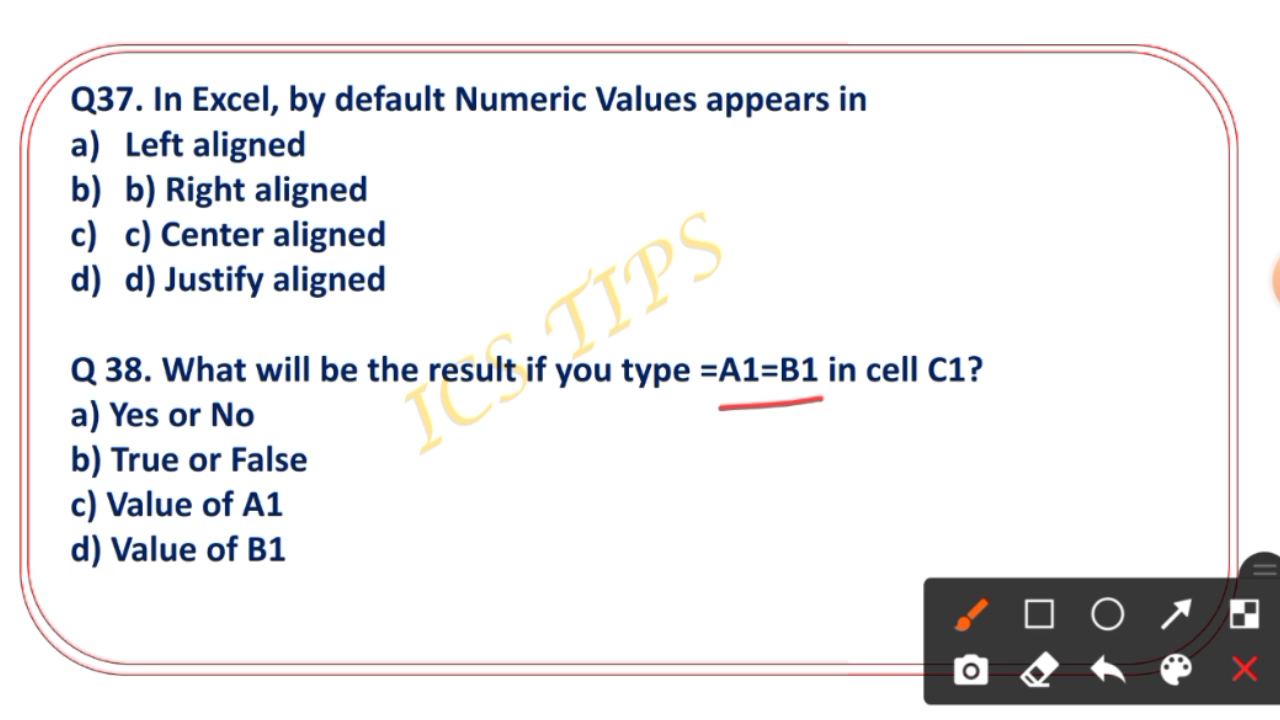 Q37. In Excel, by default Numeric Values appears in
a) Left aligned
b) b) Right aligned
c) c) Center aligned
d) d) Justify aligned
Q 38. What will be the result if you type =A1=B1 in cell C1?
a) Yes or No
b) True or False
c) Value of A1
d) Value of B1
ICS TIPS